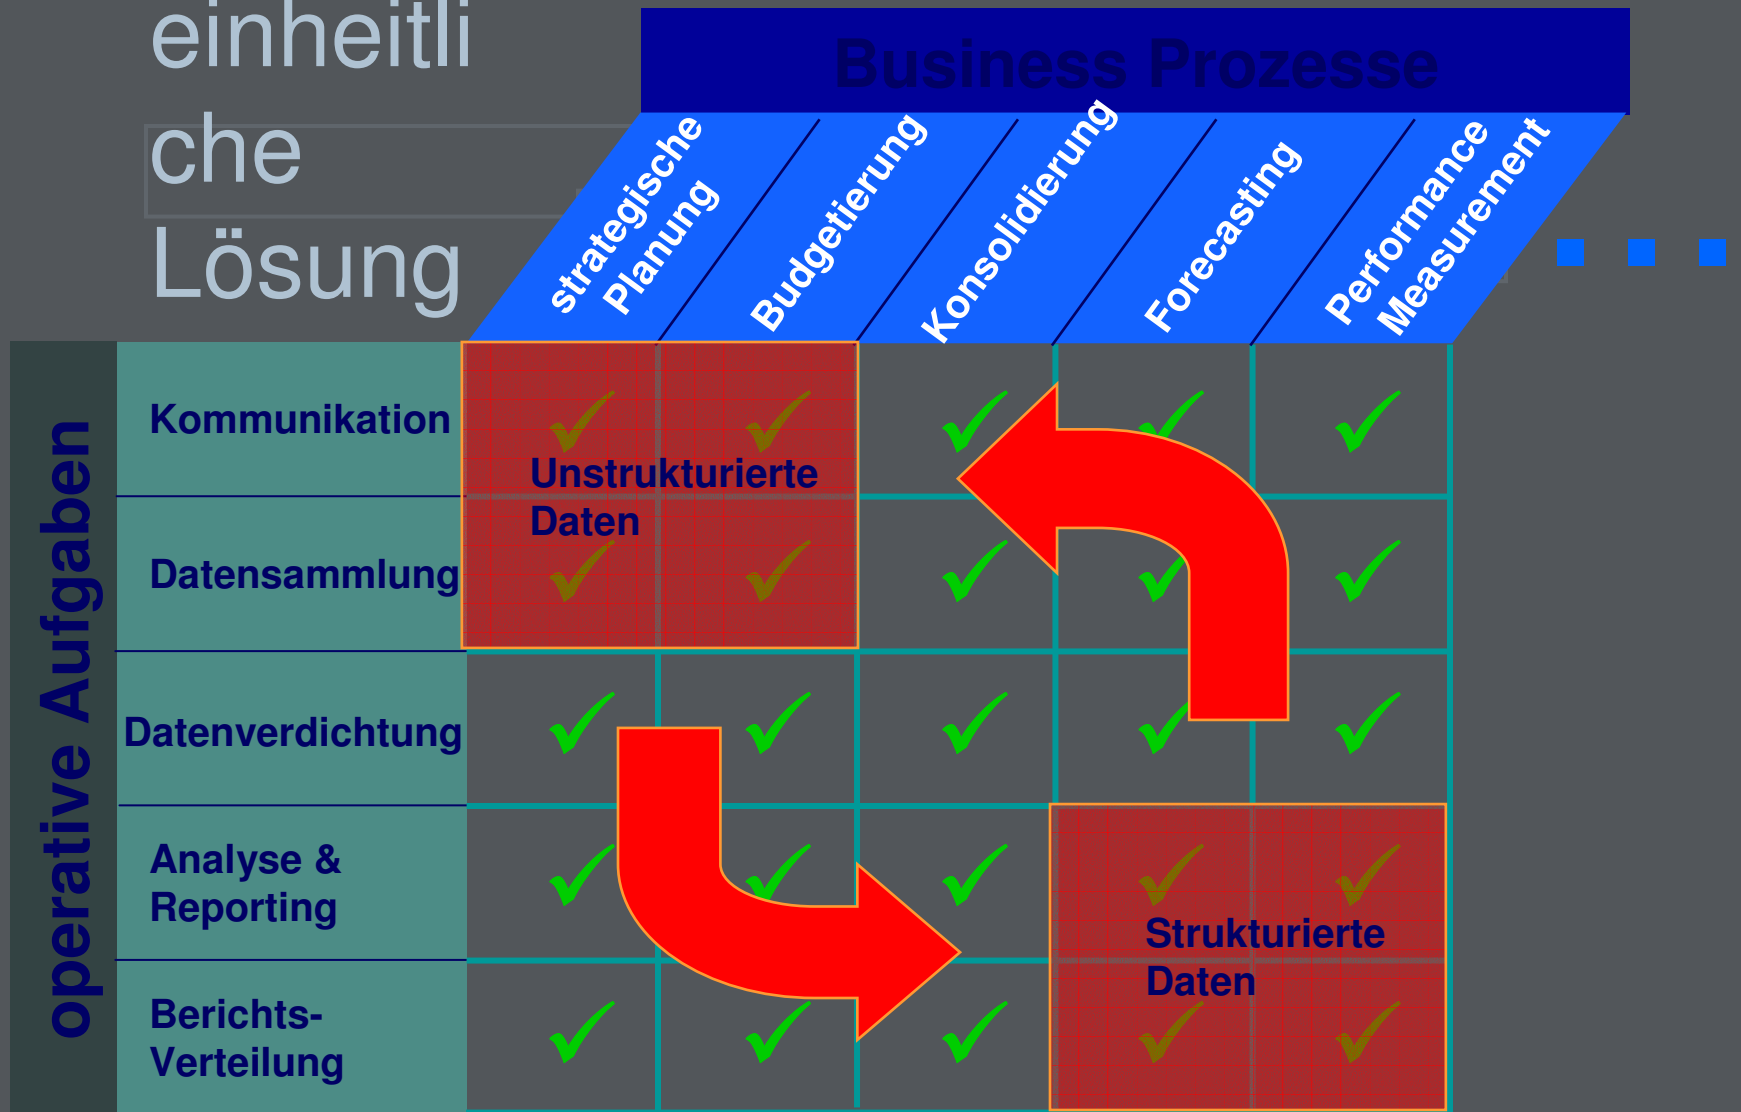 einheitli
che
Lösung
Business Prozesse
strategische
Planung
Budgetierung
Konsolidierung
Forecasting
Performance
Measurement
operative Aufgaben
Kommunikation
Unstrukturierte
Daten
Datensammlung
Datenverdichtung
Analyse &
Reporting
Strukturierte
Daten
Berichts-
Verteilung